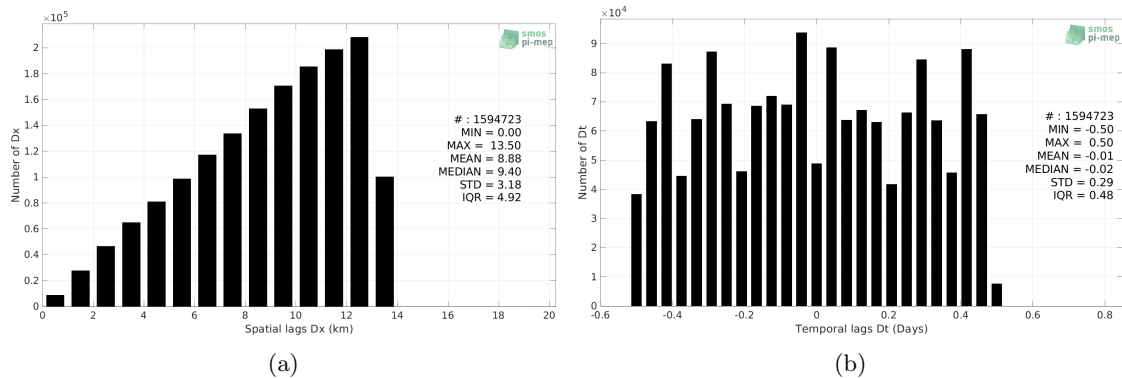 ×10⁵
2
1.8
1.6
1.4
1.2
1
0.8
0.6
0.4
0.2
0
Number of Dx
smos
pi-mep
# : 1594723
MIN = 0.00
MAX = 13.50
MEAN = 8.88
MEDIAN = 9.40
STD = 3.18
IQR = 4.92
0 2 4 6 8 10 12 14 16 18 20
Spatial lags Dx (km)
(a)
×10⁴
9
8
7
6
5
4
3
2
1
0
Number of Dt
smos
pi-mep
# : 1594723
MIN = -0.50
MAX = 0.50
MEAN = -0.01
MEDIAN = -0.02
STD = 0.29
IQR = 0.48
-0.6 -0.4 -0.2 0 0.2 0.4 0.6 0.8
Temporal lags Dt (Days)
(b)